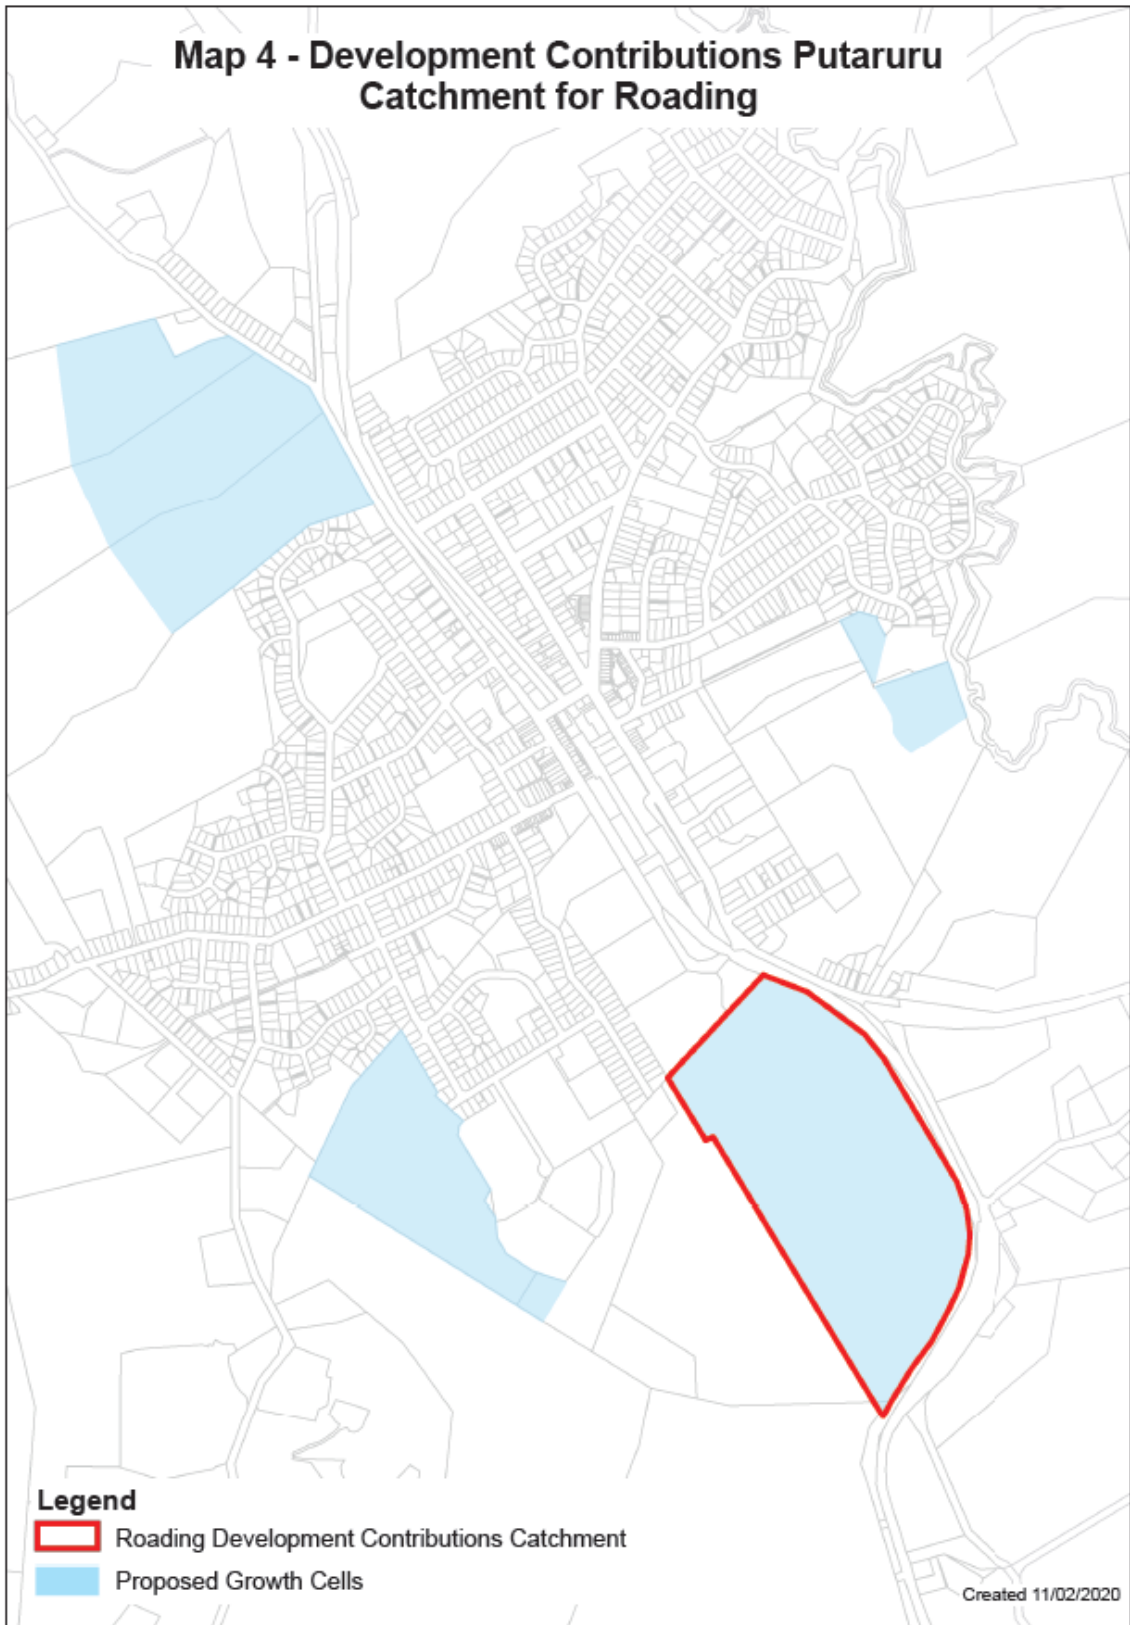 Map 4 - Development Contributions Putaruru
Catchment for Roading
Legend
Roading Development Contributions Catchment
Proposed Growth Cells
Created 11/02/2020